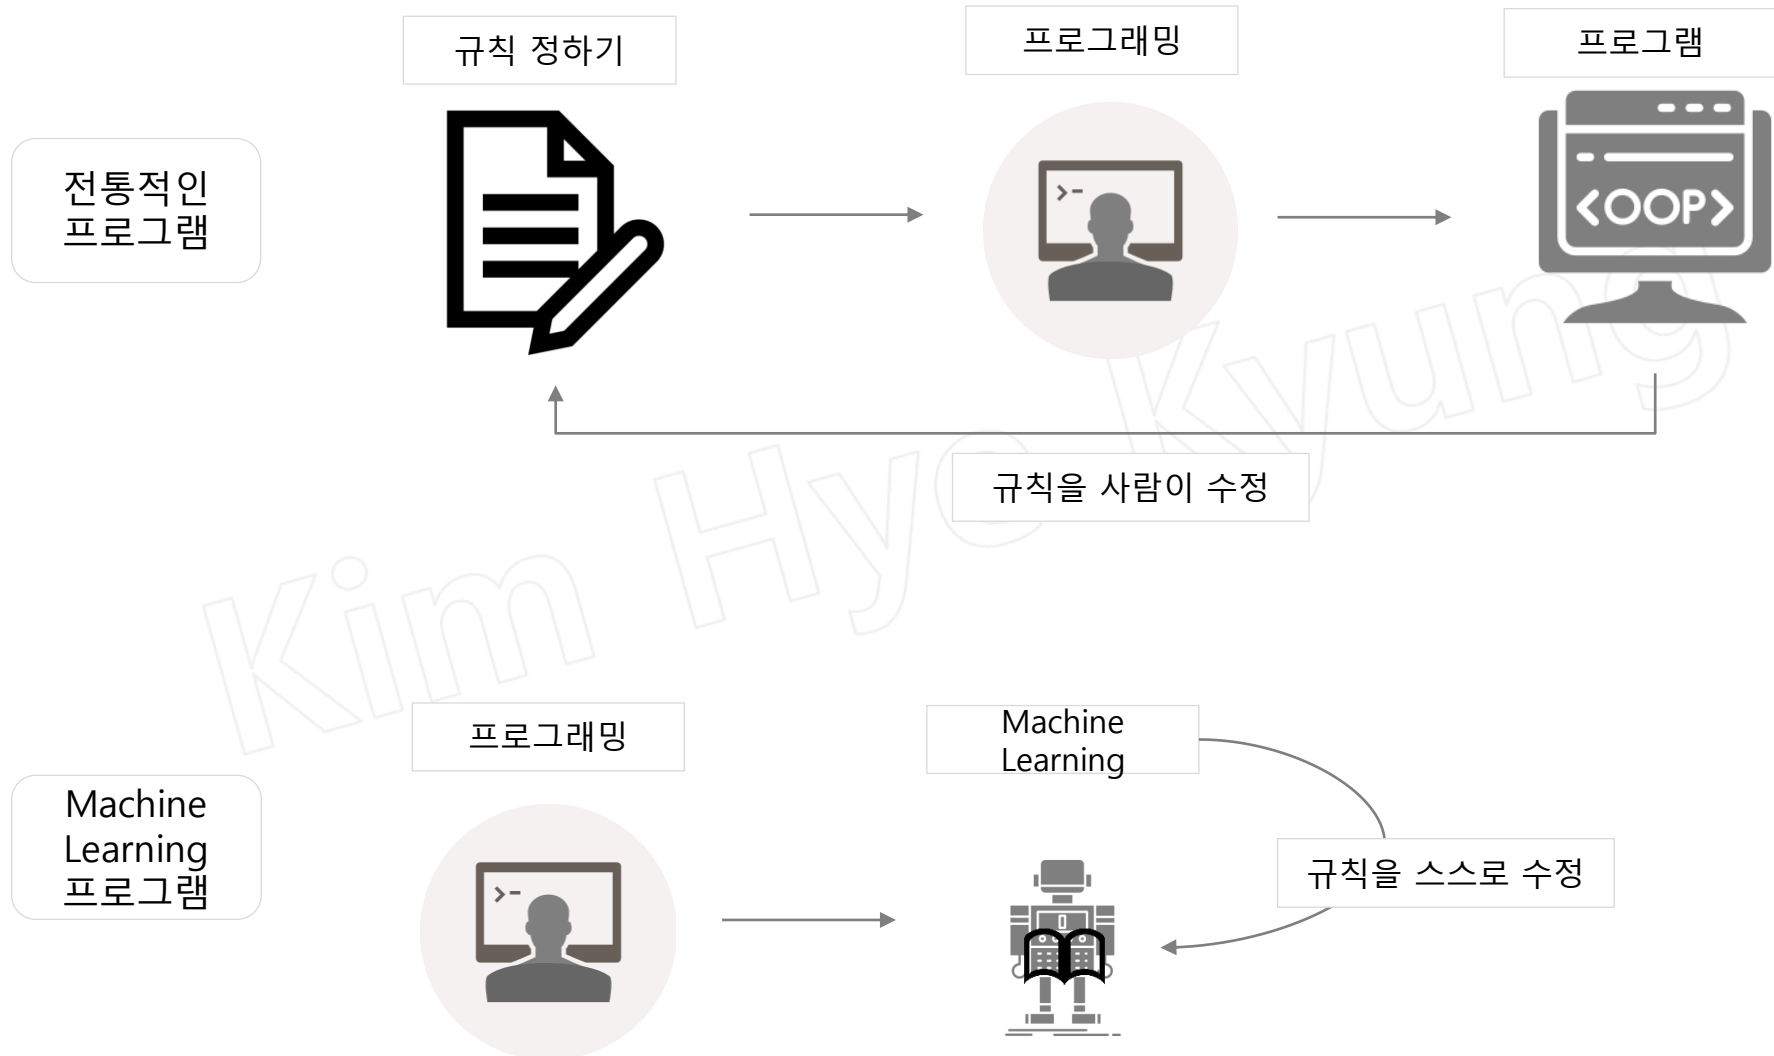 규칙 정하기
프로그래밍
프로그램
전통적인
프로그램
<OOP>
규칙을 사람이 수정
Kim Hye Kyung
프로그래밍
Machine
Learning
Machine
Learning
프로그램
규칙을 스스로 수정